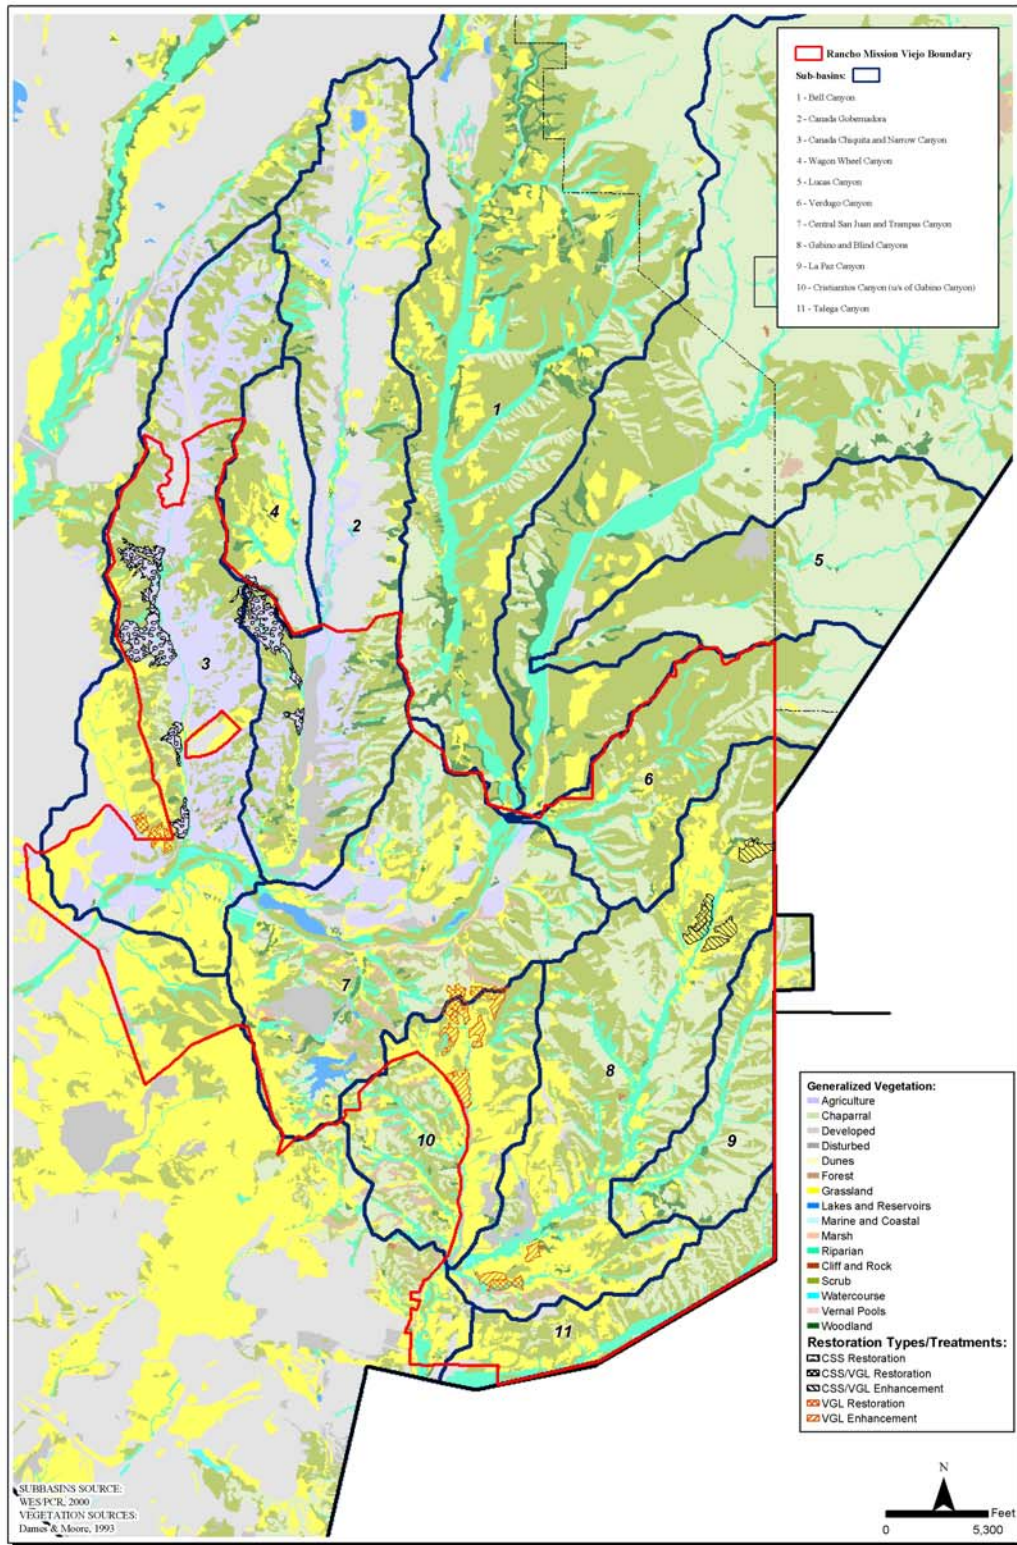 Rancho Mission Viejo Boundary
Sub-basins:
1 - Bell Canyon
2 - Canada Gobernadora
3 - Canada Chiquita and Narrow Canyon
4 - Wagon Wheel Canyon
5 - Lucas Canyon
6 - Verdugo Canyon
7 - Central San Juan and Trampas Canyon
8 - Gabino and Blind Canyons
9 - La Paz Canyon
10 - Cristianitos Canyon (u/s of Gabino Canyon)
11 - Talega Canyon
1
2
4
5
3
6
7
8
9
10
11
Generalized Vegetation:
Agriculture
Chaparral
Developed
Disturbed
Dunes
Forest
Grassland
Lakes and Reservoirs
Marine and Coastal
Marsh
Riparian
Cliff and Rock
Scrub
Watercourse
Vernal Pools
Woodland
Restoration Types/Treatments:
CSS Restoration
CSS/VGL Restoration
CSS/VGL Enhancement
VGL Restoration
VGL Enhancement
SUBBASINS SOURCE:
WES/PCR, 2000
VEGETATION SOURCES:
Dames & Moore, 1993
N
Feet
0 5,300